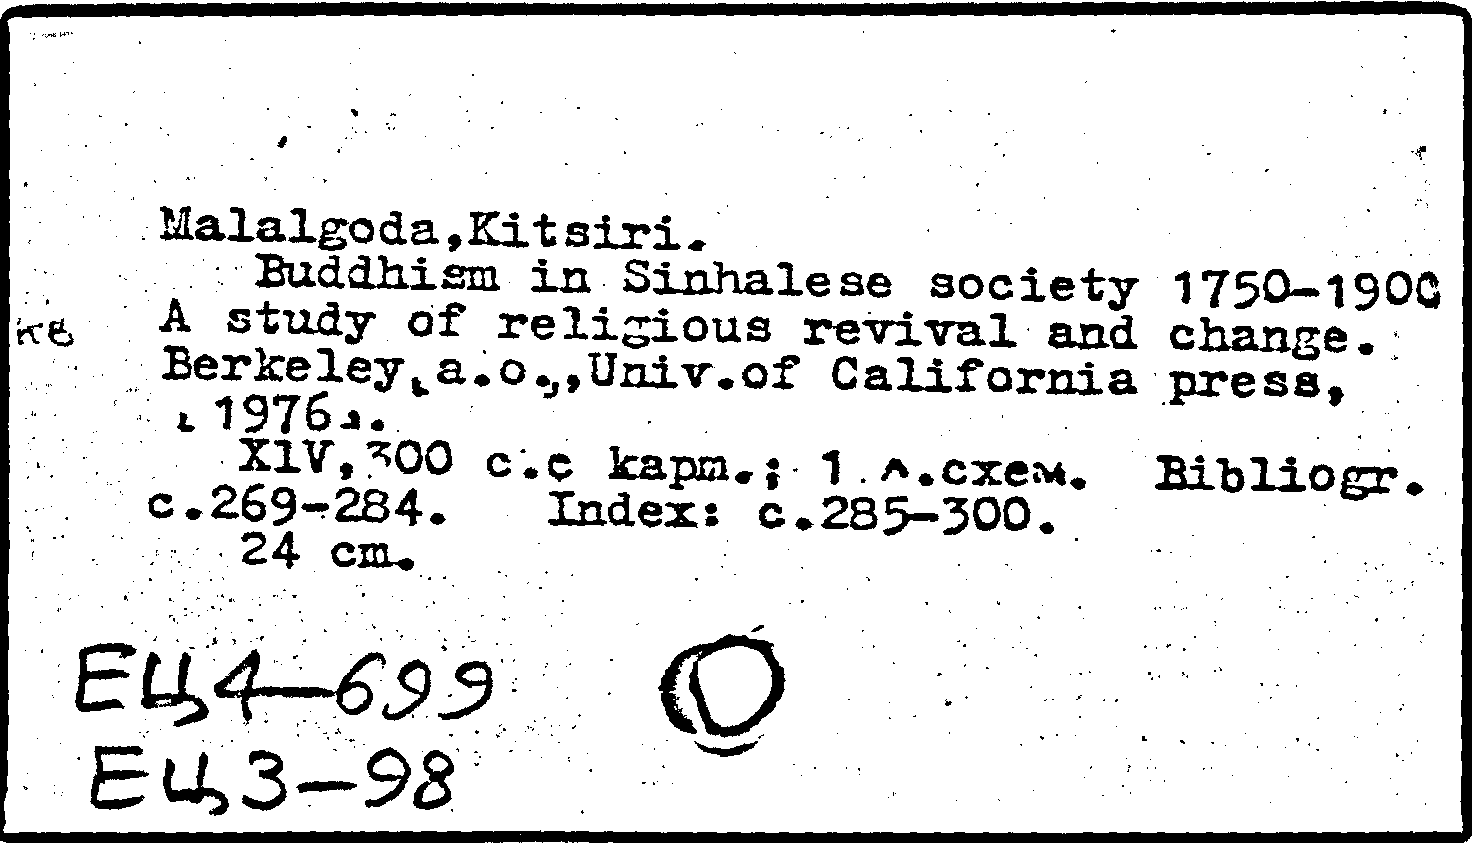 Malalgoda,Kitsiri.
Buddhism in Sinhalese society 1750-1900
A study of religious revival and change.
Berkeley[a.o.],Univ.of California press,
[1976].
XIV,300 с.с карт.; 1 л.схем. Bibliogr.
с.269-284. Index: с.285-300.
24 см.
ЕЦ4-699
ЕЦ3-98